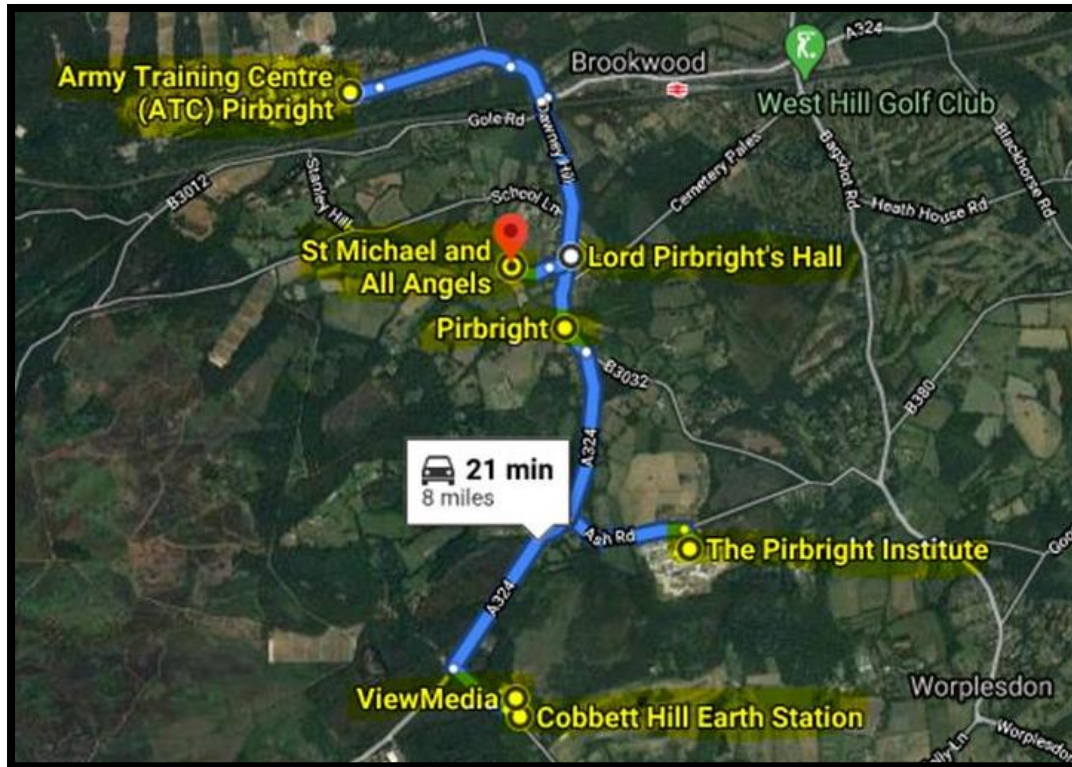 A324
Brookwood
Army Training Centre
(ATC) Pirbright
West Hill Golf Club
Gole Rd
Dawney Hill
Cemetery Pales
Bagshot Rd
Blackhorse Rd
B3012
Stanley Hill
School Ln
Heath House Rd
St Michael and
All Angels
Lord Pirbright's Hall
Pirbright
B3032
B380
A324
21 min
8 miles
Ash Rd
The Pirbright Institute
A324
ViewMedia
Cobbett Hill Earth Station
Worplesdon